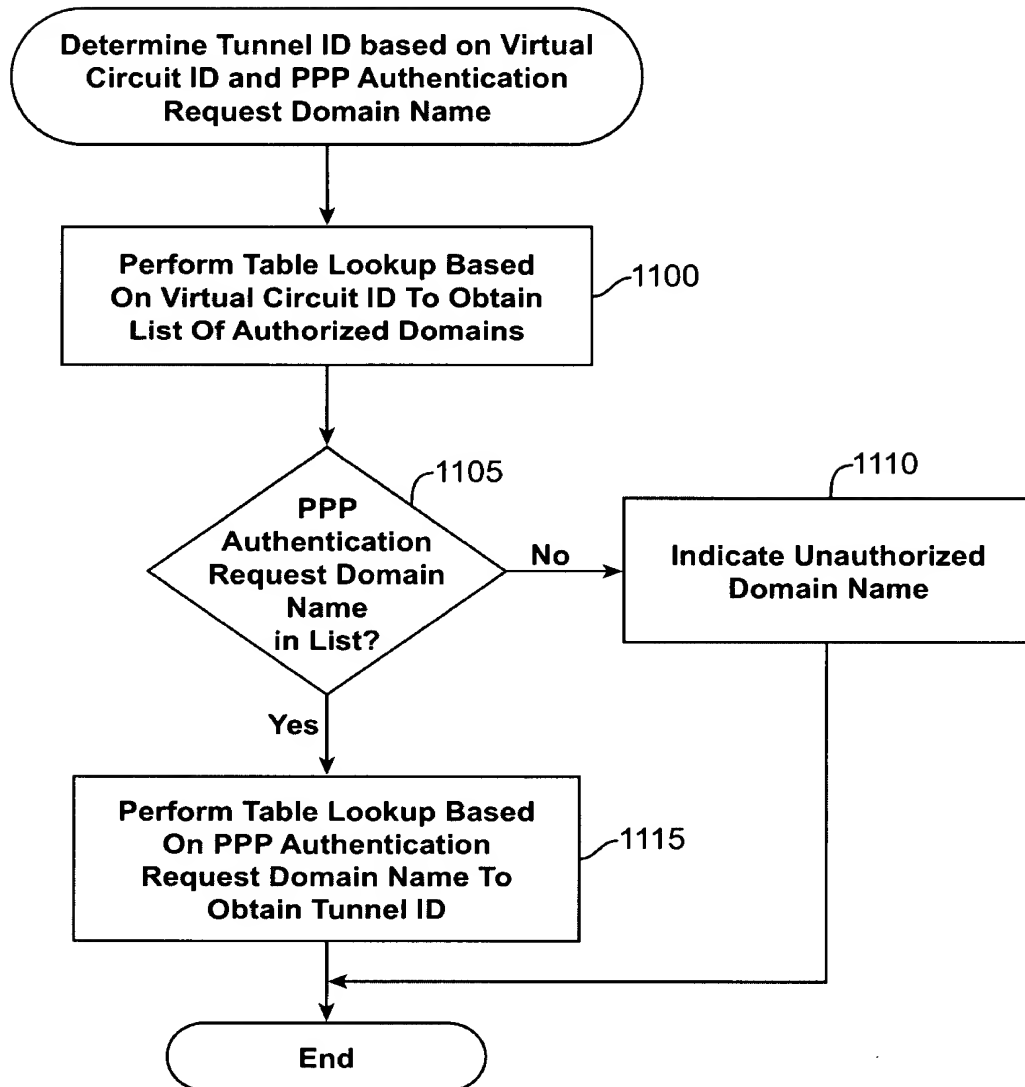 Determine Tunnel ID based on Virtual
Circuit ID and PPP Authentication
Request Domain Name
Perform Table Lookup Based
On Virtual Circuit ID To Obtain
List Of Authorized Domains
1100
PPP
Authentication
Request Domain
Name
in List?
1105
No
1110
Indicate Unauthorized
Domain Name
Yes
Perform Table Lookup Based
On PPP Authentication
Request Domain Name To
Obtain Tunnel ID
1115
End